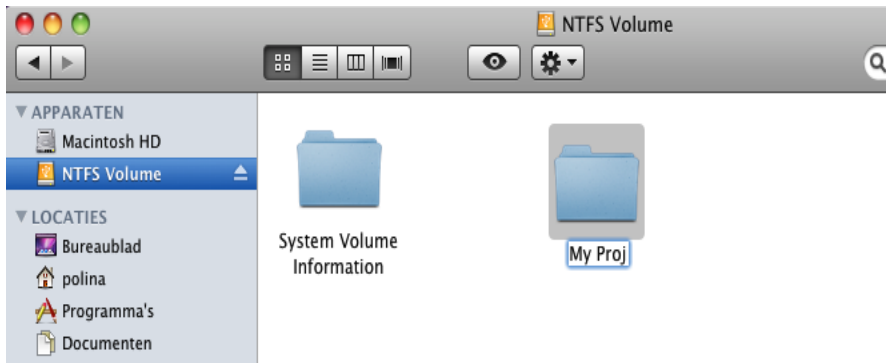 NTFS Volume
APPARATEN
Macintosh HD
NTFS Volume
LOCATIES
Bureaublad
polina
Programma's
Documenten
System Volume
Information
My Proj